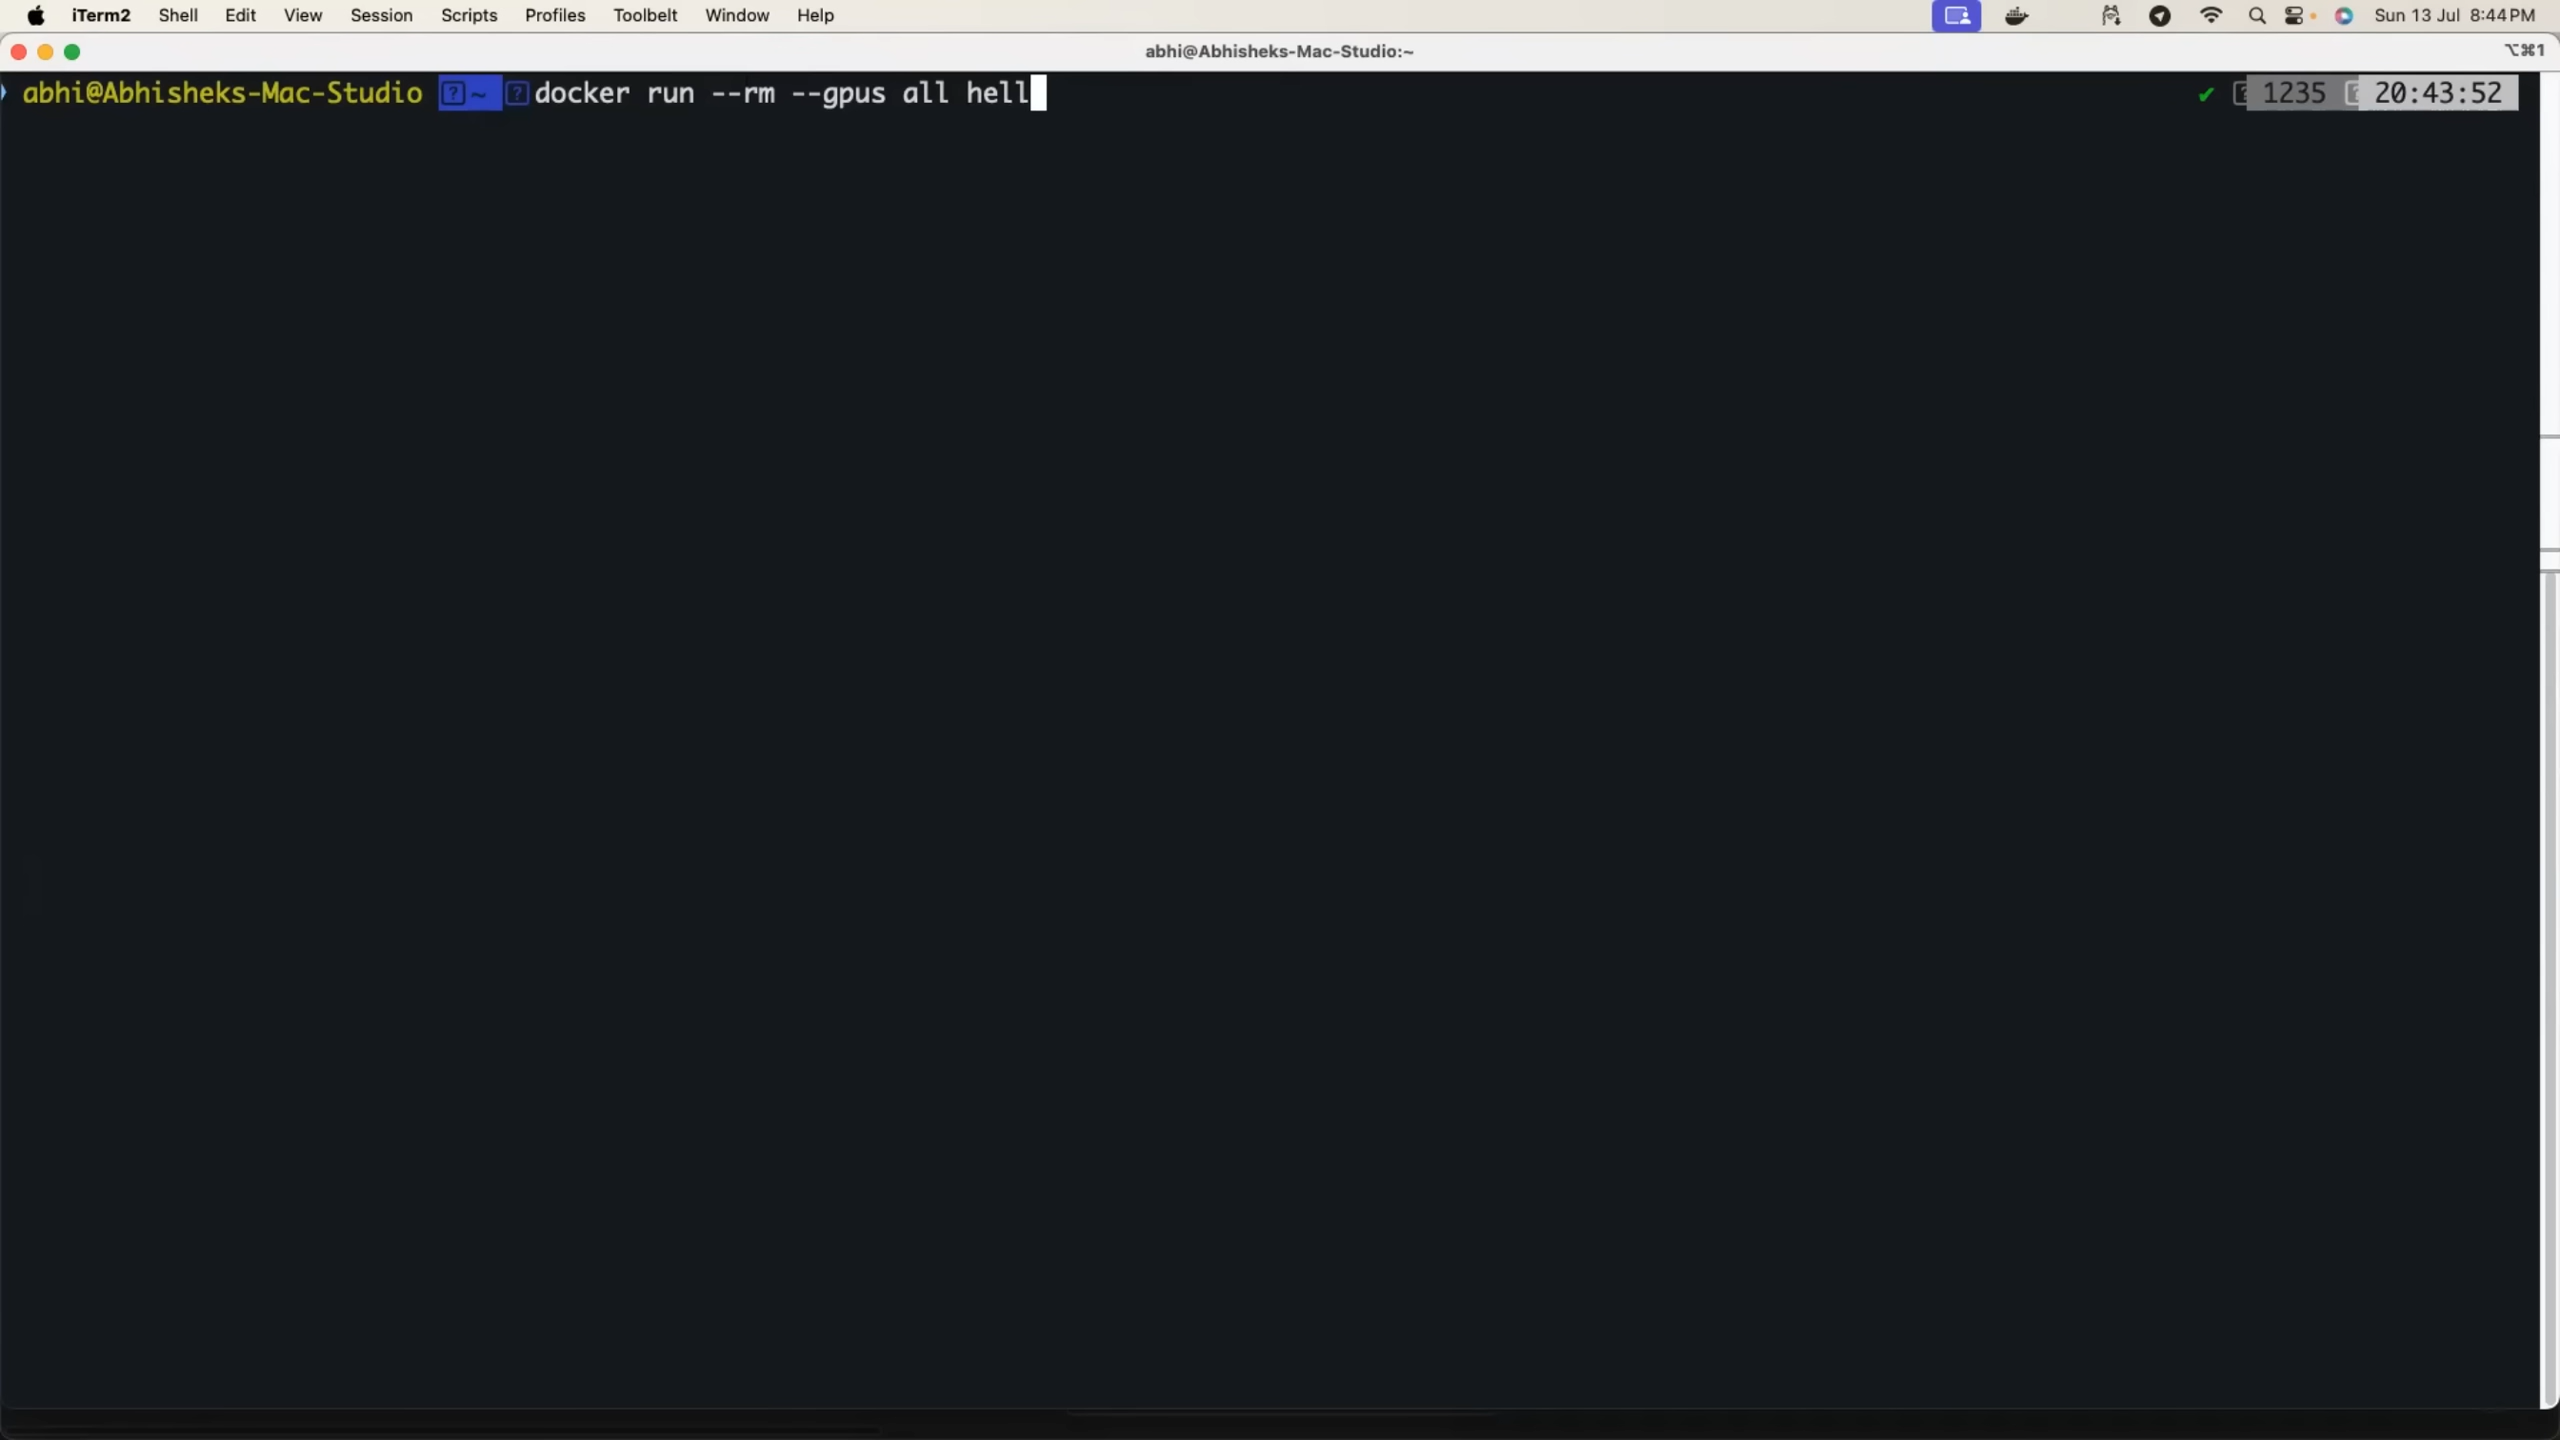 iTerm2 Shell Edit View Session Scripts Profiles Toolbelt Window Help Sun 13 Jul 8:44 PM
abhi@Abhisheks-Mac-Studio:~ ⌥⌘1
abhi@Abhisheks-Mac-Studio ~ docker run --rm --gpus all hell ✔ 1235 20:43:52